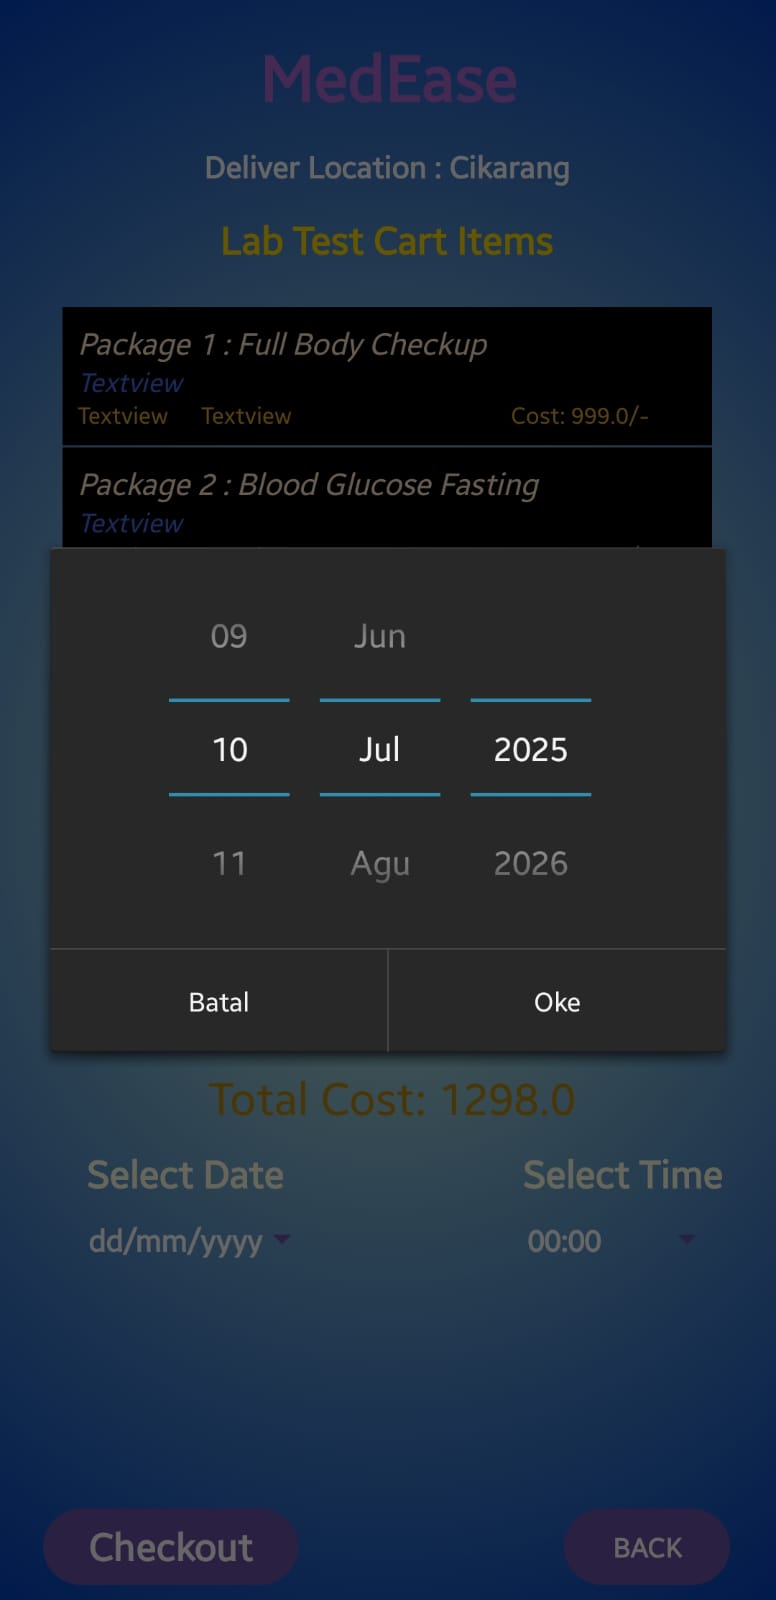 MedEase
Deliver Location : Cikarang
Lab Test Cart Items
Package 1 : Full Body Checkup
Textview
Textview Textview Cost: 999.0/-
Package 2 : Blood Glucose Fasting
Textview
09 Jun
10 Jul 2025
11 Agu 2026
Batal Oke
Total Cost: 1298.0
Select Date Select Time
dd/mm/yyyy 00:00
Checkout BACK